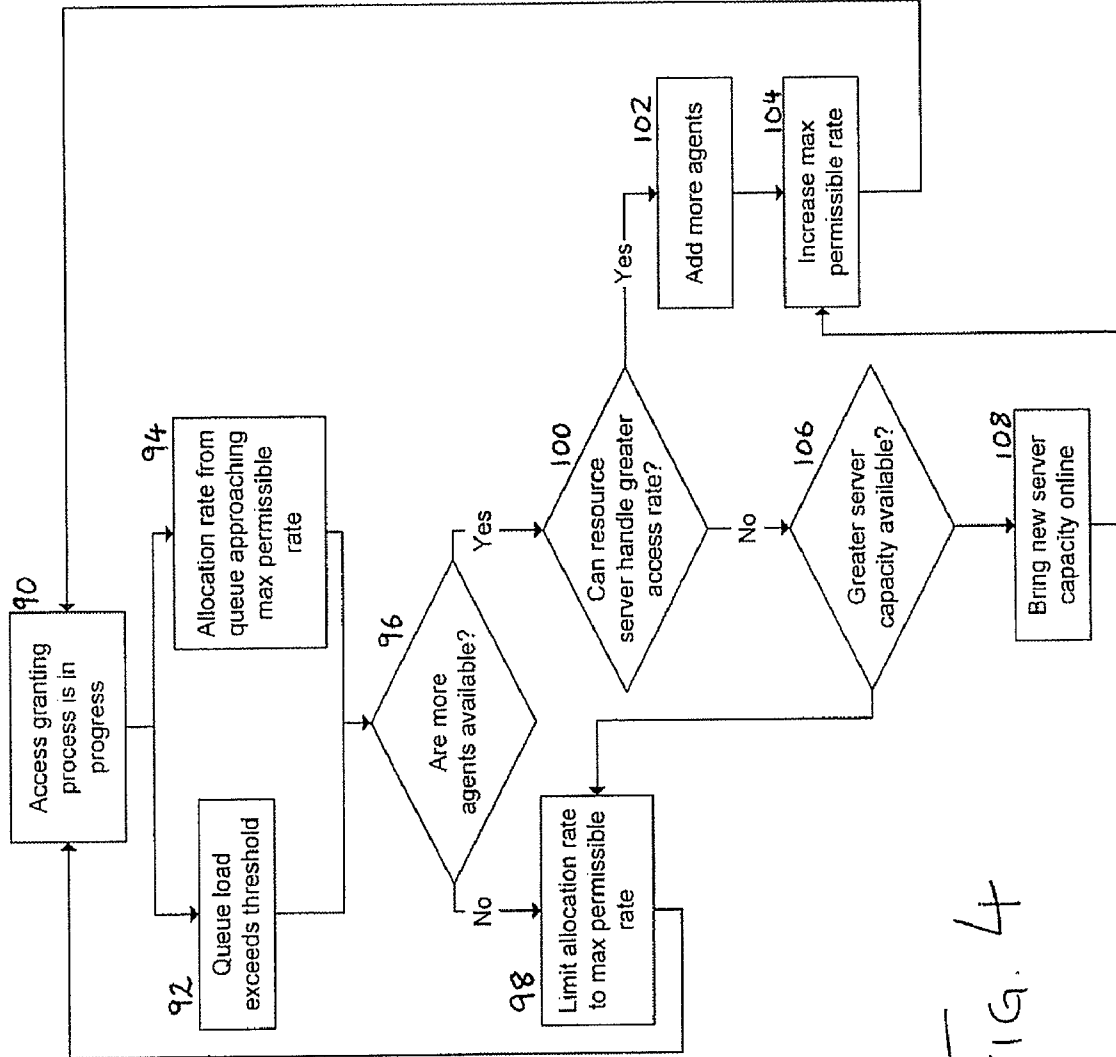 90
Access granting
process is in
progress
92
Queue load
exceeds threshold
94
Allocation rate from
queue approaching
max permissible
rate
96
Are more
agents available?
No
Yes
98
Limit allocation rate
to max permissible
rate
100
Can resource
server handle greater
access rate?
Yes
No
102
Add more agents
104
Increase max
permissible rate
106
Greater server
capacity available?
108
Bring new server
capacity online
FIG. 4